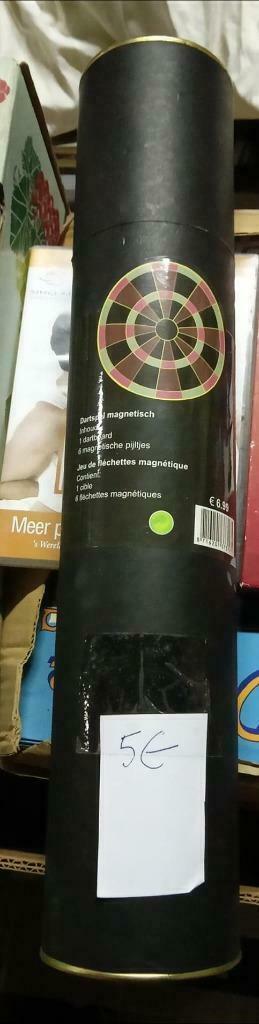 Dartspel magnetisch
Inhoud:
1 dartboard
6 magnetische pijltjes
Jeu de fléchettes magnétique
Contient:
1 cible
6 fléchettes magnétiques
€ 6.99
5€
Meer
's Werel